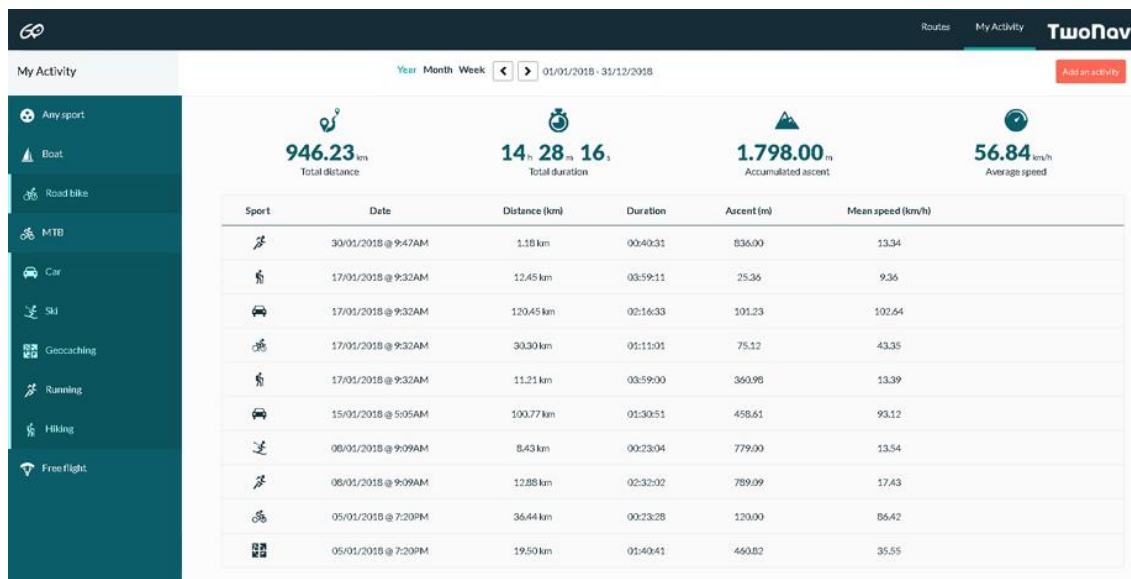 GO
Routes My Activity TwoNav
My Activity Year Month Week 01/01/2018 - 31/12/2018 Add an activity
Any sport
Boat
Road bike
MTB
Car
Ski
Geocaching
Running
Hiking
Free flight
946.23 km
Total distance
14 h 28 m 16 s
Total duration
1.798.00 m
Accumulated ascent
56.84 km/h
Average speed
Sport Date Distance (km) Duration Ascent (m) Mean speed (km/h)
30/01/2018 @ 9:47AM 1.18 km 00:40:31 836.00 13.34
17/01/2018 @ 9:32AM 12.45 km 03:59:11 25.36 9.36
17/01/2018 @ 9:32AM 120.45 km 02:16:33 101.23 102.64
17/01/2018 @ 9:32AM 30.30 km 01:11:01 75.12 43.35
17/01/2018 @ 9:32AM 11.21 km 03:59:00 360.98 13.39
15/01/2018 @ 5:05AM 100.77 km 01:30:51 458.61 93.12
08/01/2018 @ 9:09AM 8.43 km 00:23:04 779.00 13.54
08/01/2018 @ 9:09AM 12.88 km 02:32:02 789.09 17.43
05/01/2018 @ 7:20PM 36.44 km 00:23:28 120.00 86.42
05/01/2018 @ 7:20PM 19.50 km 01:40:41 460.82 35.55